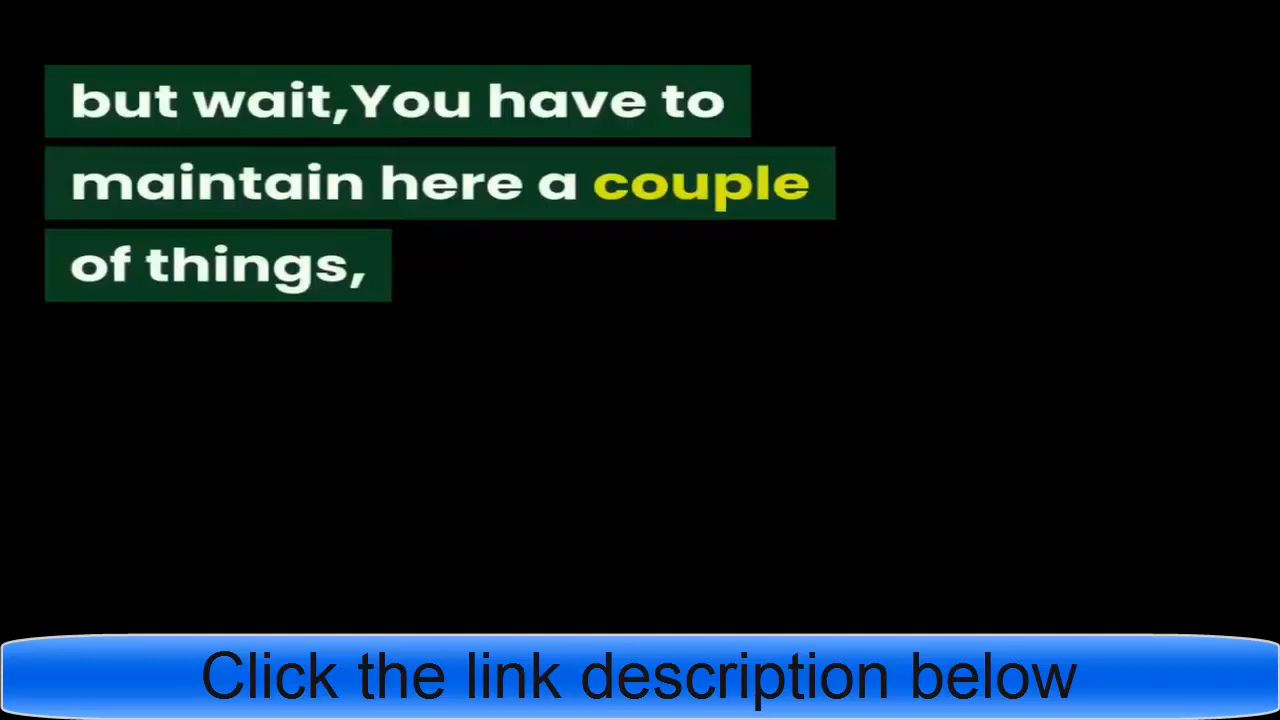 but wait,You have to
maintain here a couple
of things,
Click the link description below